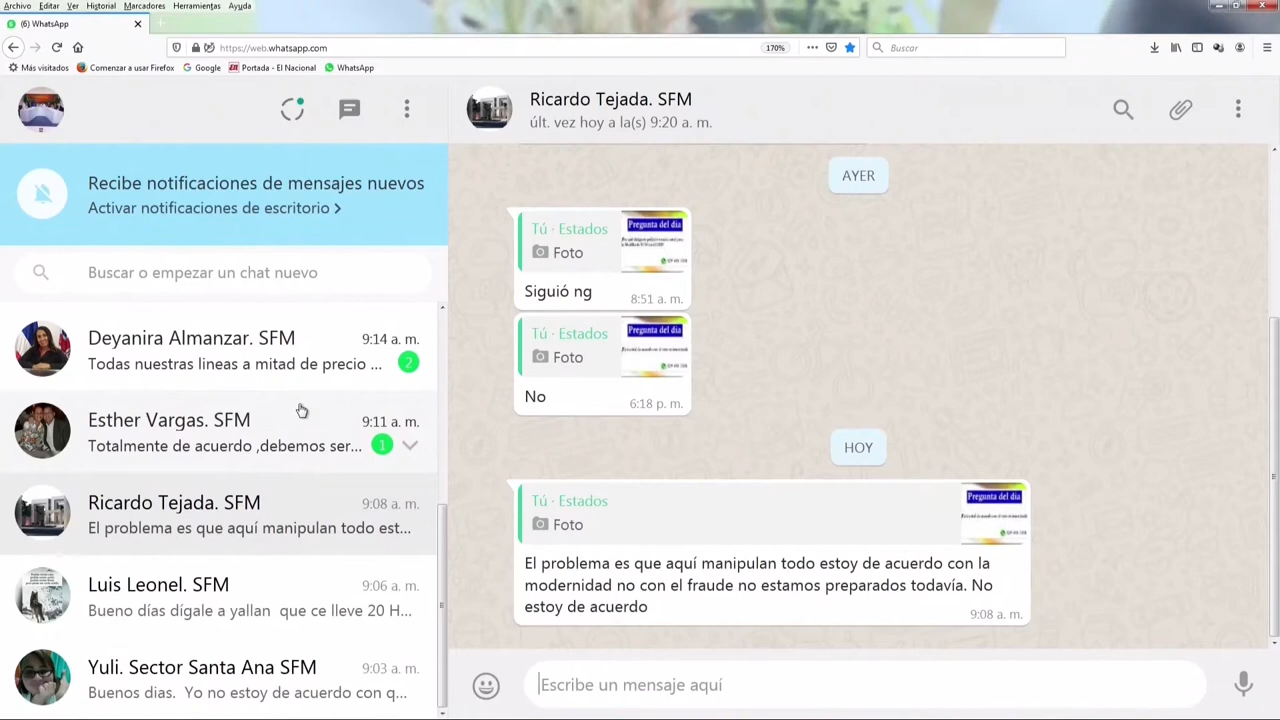 Archivo Editar Ver Historial Marcadores Herramientas Ayuda
(6) WhatsApp
https://web.whatsapp.com
170%
Buscar
Más visitados Comenzar a usar Firefox Google Portada - El Nacional WhatsApp
Ricardo Tejada. SFM
últ. vez hoy a la(s) 9:20 a. m.
Recibe notificaciones de mensajes nuevos
Activar notificaciones de escritorio
Buscar o empezar un chat nuevo
Deyanira Almanzar. SFM 9:14 a. m.
Todas nuestras lineas a mitad de precio ... 2
Esther Vargas. SFM 9:11 a. m.
Totalmente de acuerdo ,debemos ser... 1
Ricardo Tejada. SFM 9:08 a. m.
El problema es que aquí manipulan todo est...
Luis Leonel. SFM 9:06 a. m.
Bueno días dígale a yallan que ce lleve 20 H...
Yuli. Sector Santa Ana SFM 9:03 a. m.
Buenos dias. Yo no estoy de acuerdo con q...
AYER
Tú · Estados
Foto
Pregunta del día
Siguió ng
8:51 a. m.
Tú · Estados
Foto
Pregunta del día
No
6:18 p. m.
HOY
Tú · Estados
Foto
Pregunta del día
El problema es que aquí manipulan todo estoy de acuerdo con la
modernidad no con el fraude no estamos preparados todavía. No
estoy de acuerdo
9:08 a. m.
Escribe un mensaje aquí